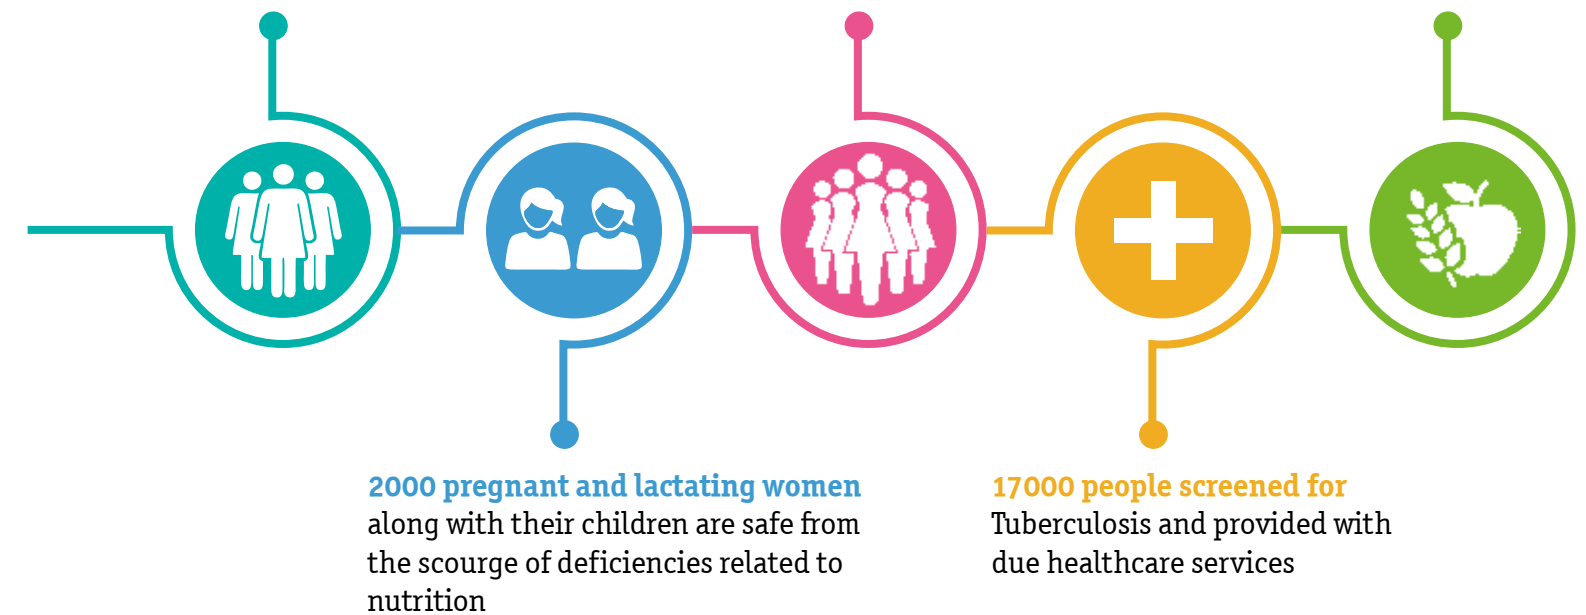 2000 pregnant and lactating women
along with their children are safe from
the scourge of deficiencies related to
nutrition
17000 people screened for
Tuberculosis and provided with
due healthcare services